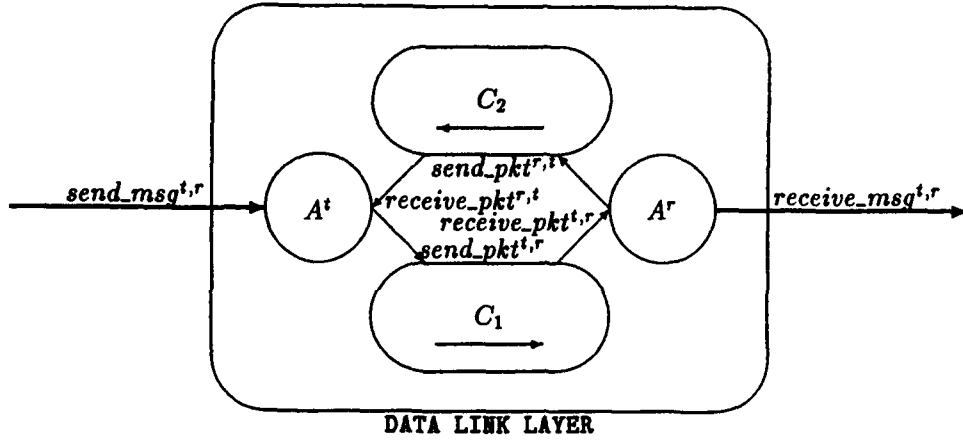 C₂
send_pktʳ,ᵗ
send_msgᵗ,ʳ
Aᵗ
receive_pktʳ,ᵗ
receive_pktᵗ,ʳ
Aʳ
receive_msgᵗ,ʳ
send_pktᵗ,ʳ
C₁
DATA LINK LAYER